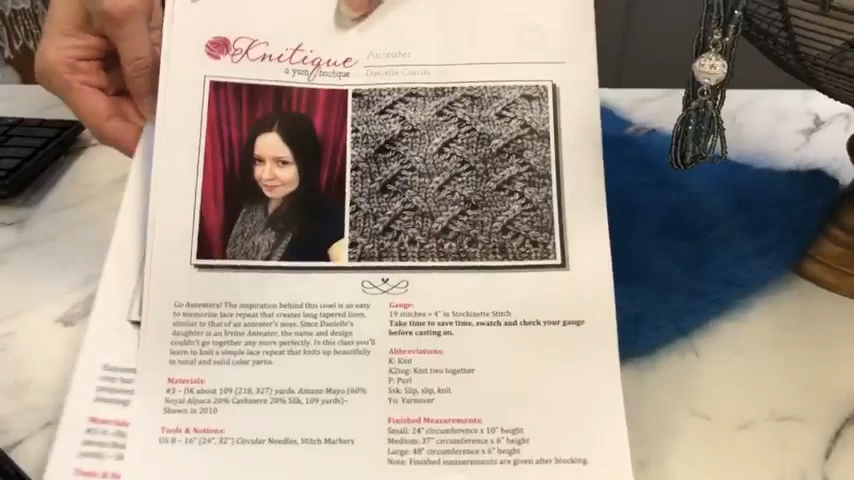 Knitique
a yarn boutique
Anteater
Go Anteaters! The inspiration behind this cowl is an easy
to memorize lace repeat that creates long tapered lines,
similar to that of an anteater's nose. Since Danielle's
daughter is an Irvine Anteater, the name and design
couldn't go together any more perfectly. In this class you'll
learn to knit a simple lace repeat that knits up beautifully
in tonal and solid color yarns.
Materials:
#3 – DK about 109 (218, 327) yards. Amano Mayu (60%
Royal Alpaca 20% Cashmere 20% Silk, 109 yards)–
Shown in 2010
Tools & Notions:
US 8 – 16" (24", 32") Circular Needles, Stitch Markers
Gauge:
19 stitches = 4" in Stockinette Stitch
Take time to save time, swatch and check your gauge
before casting on.
Abbreviations:
K: Knit
K2tog: Knit two together
P: Purl
Ssk: Slip, slip, knit
Yo: Yarnover
Finished Measurements:
Small: 24" circumference x 10" height
Medium: 37" circumference x 6" height
Large: 48" circumference x 6" height
Note: Finished measurements are given after blocking.